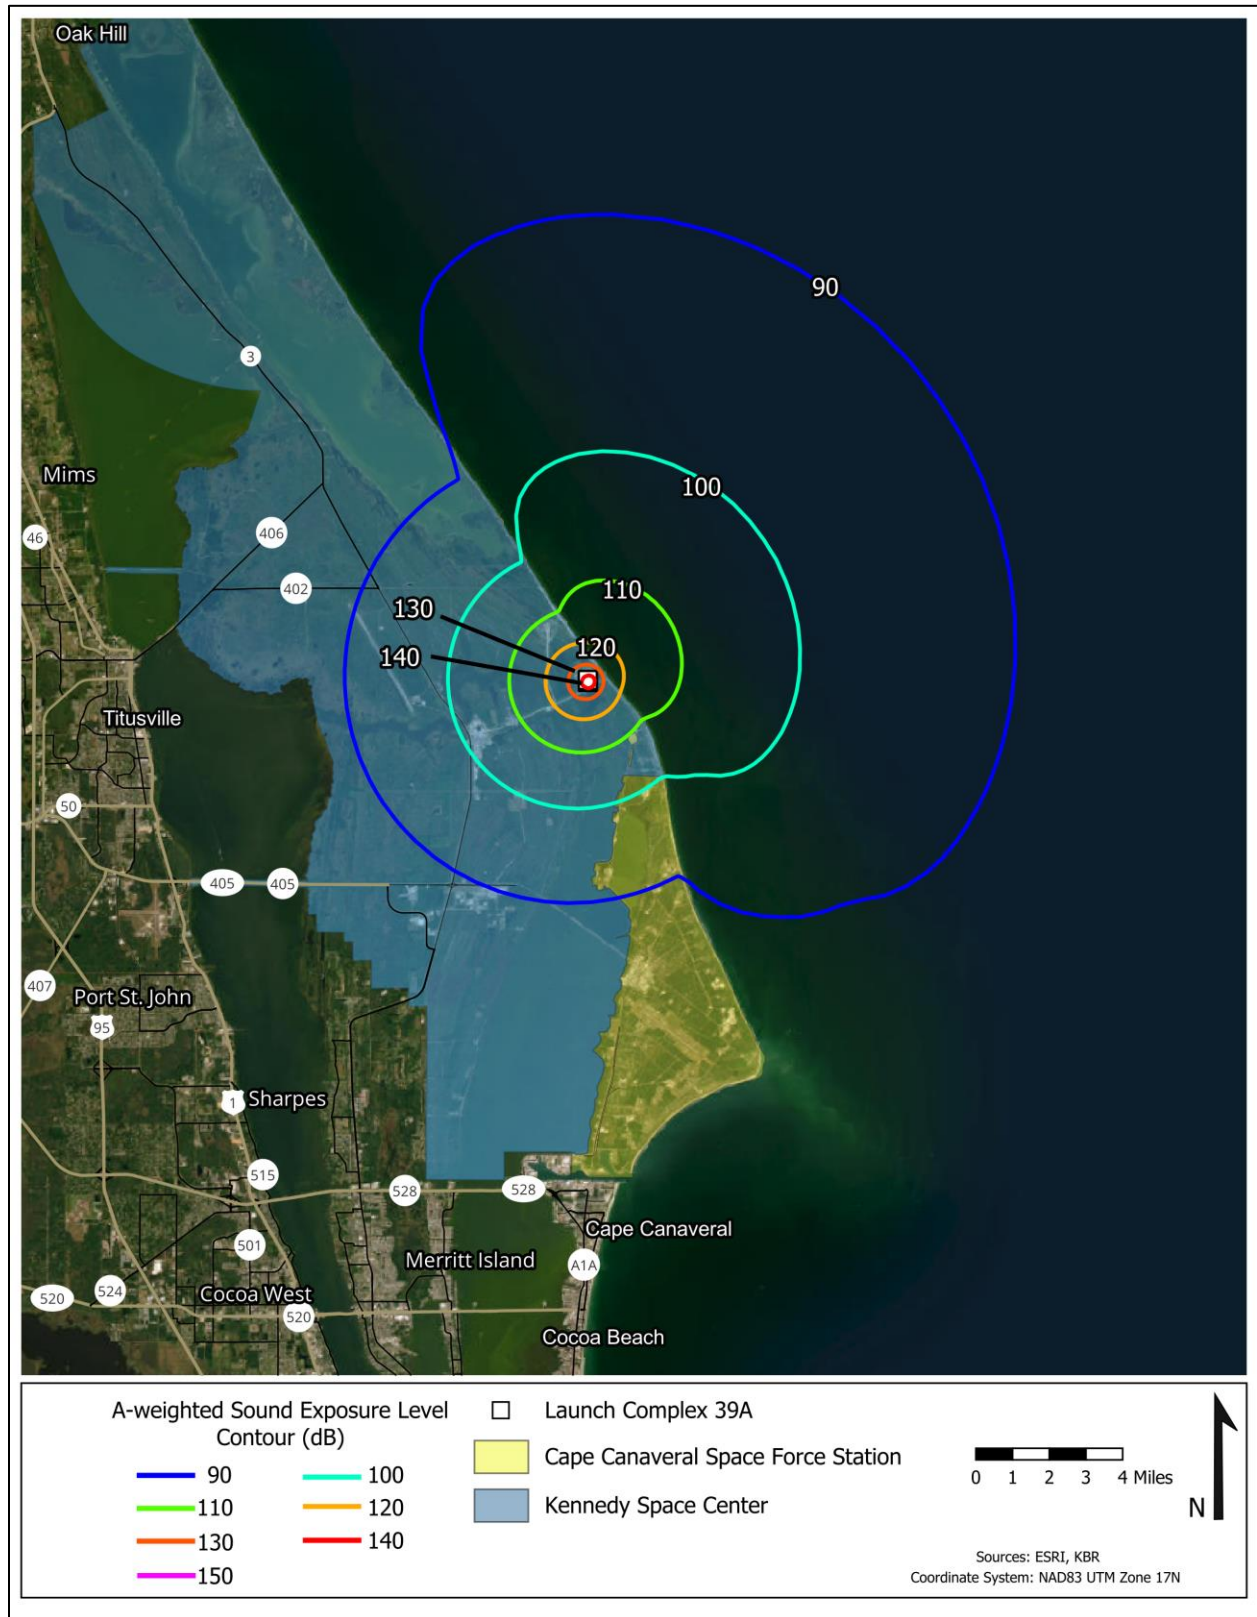 Oak Hill
90
3
Mims
100
46
406
402
110
130
120
140
Titusville
50
405
405
407
Port St. John
95
1
Sharpes
515
528
528
Cape Canaveral
501
Merritt Island
A1A
524
Cocoa West
520
520
Cocoa Beach
A-weighted Sound Exposure Level
Contour (dB)
90
100
110
120
130
140
150
Launch Complex 39A
Cape Canaveral Space Force Station
Kennedy Space Center
0 1 2 3 4 Miles
N
Sources: ESRI, KBR
Coordinate System: NAD83 UTM Zone 17N